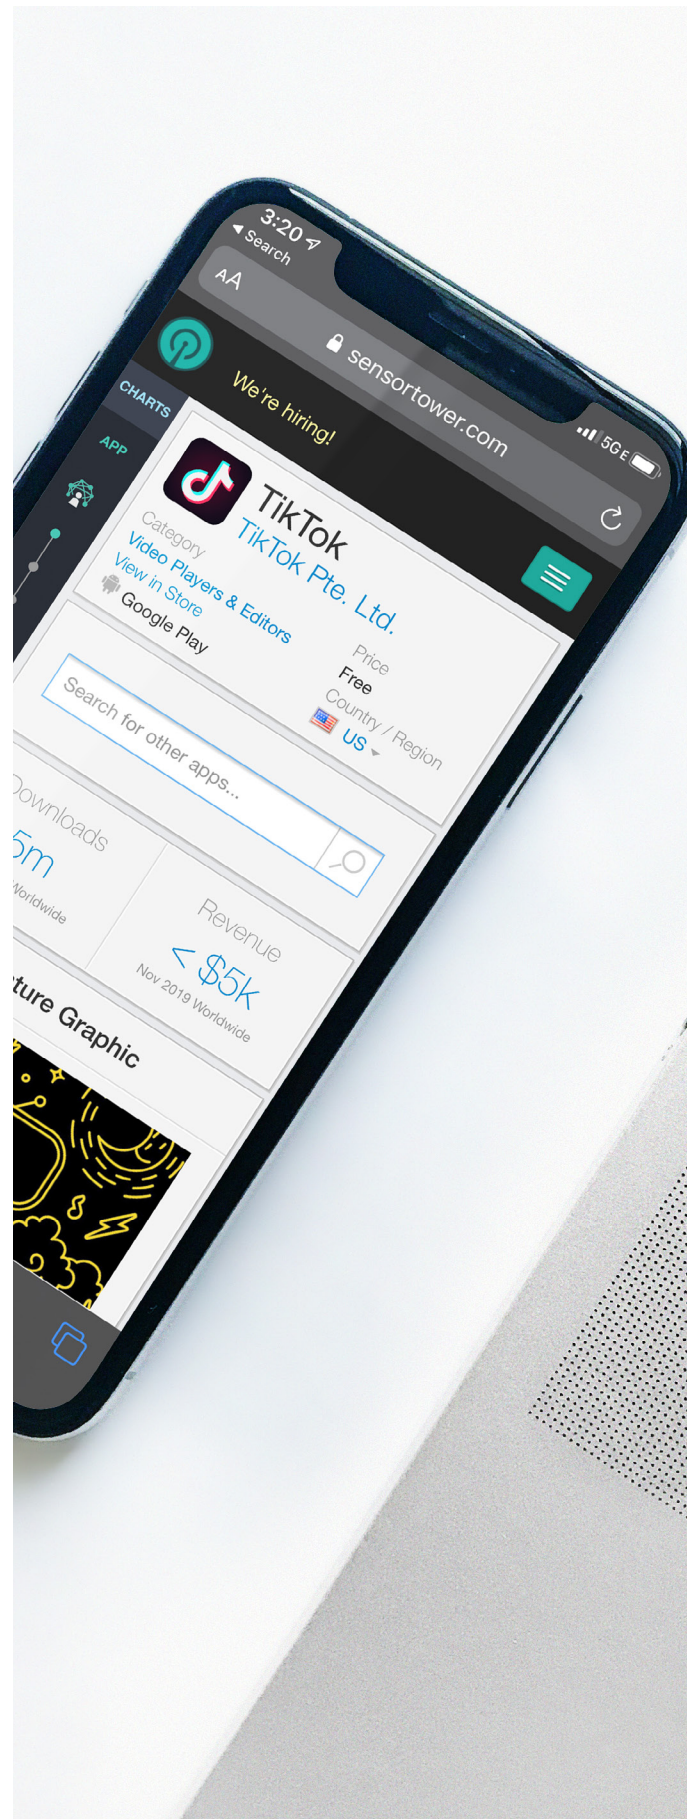 3:20
Search
AA
sensortower.com
5GE
We're hiring!
CHARTS
APP
TikTok
TikTok Pte. Ltd.
Category
Video Players & Editors
View in Store
Google Play
Price
Free
Country / Region
US
Search for other apps...
Downloads
5m
Worldwide
Revenue
< $5k
Nov 2019 Worldwide
Graphic